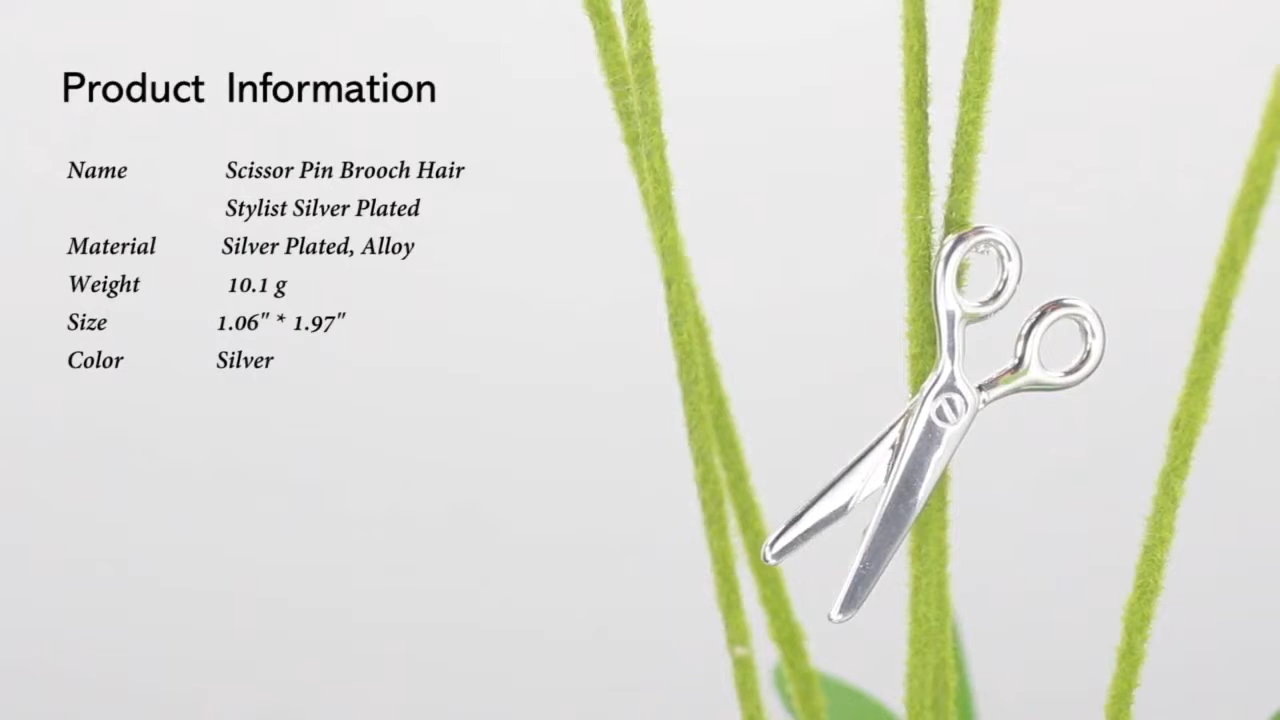 Product Information
Name Scissor Pin Brooch Hair
Stylist Silver Plated
Material Silver Plated, Alloy
Weight 10.1 g
Size 1.06" * 1.97"
Color Silver